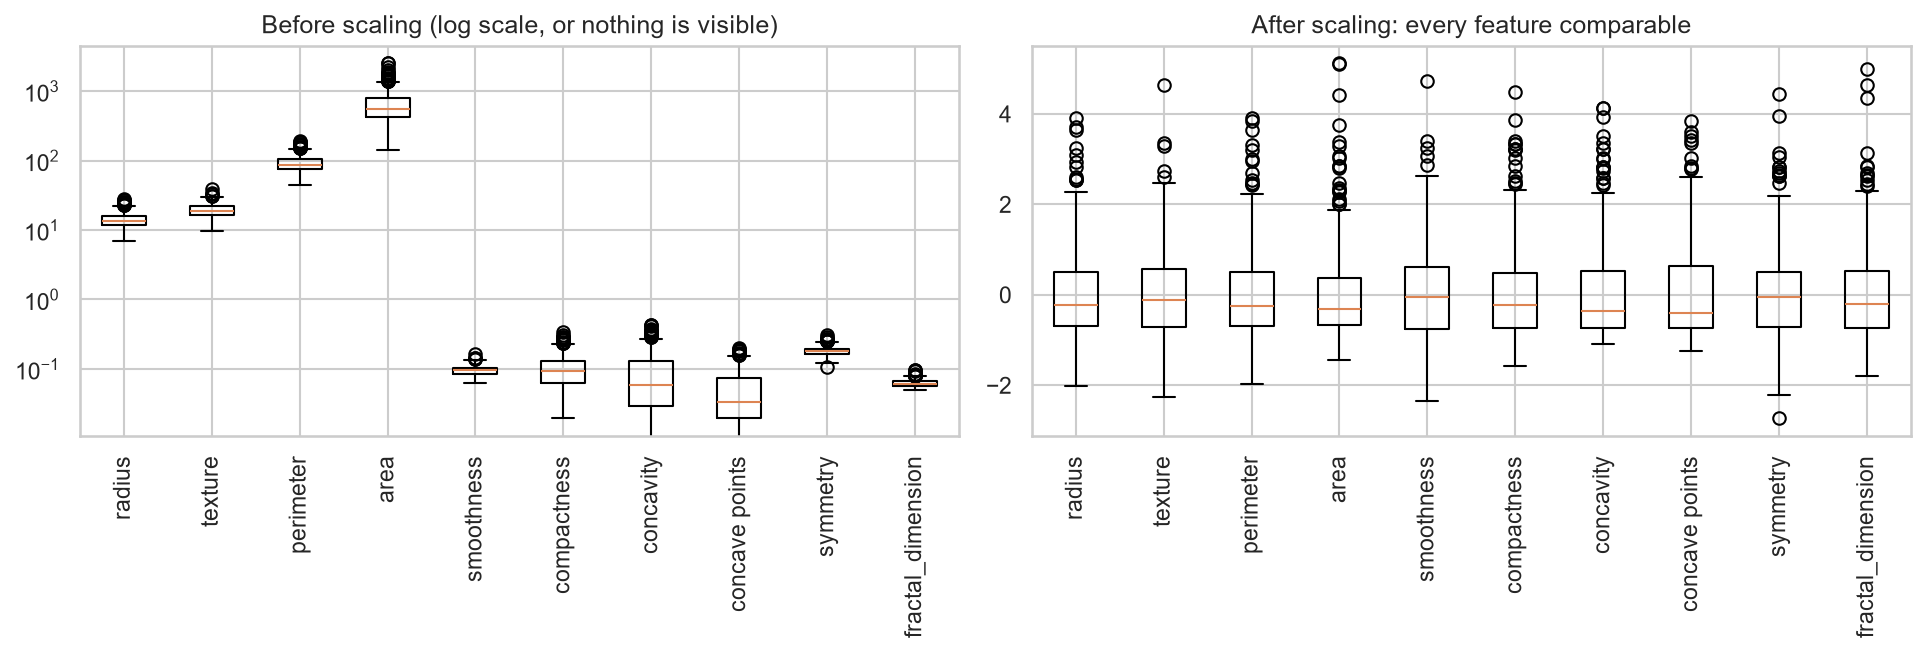 Before scaling (log scale, or nothing is visible)
10³
10²
10¹
10⁰
10⁻¹
radius
texture
perimeter
area
smoothness
compactness
concavity
concave points
symmetry
fractal_dimension
After scaling: every feature comparable
4
2
0
−2
radius
texture
perimeter
area
smoothness
compactness
concavity
concave points
symmetry
fractal_dimension